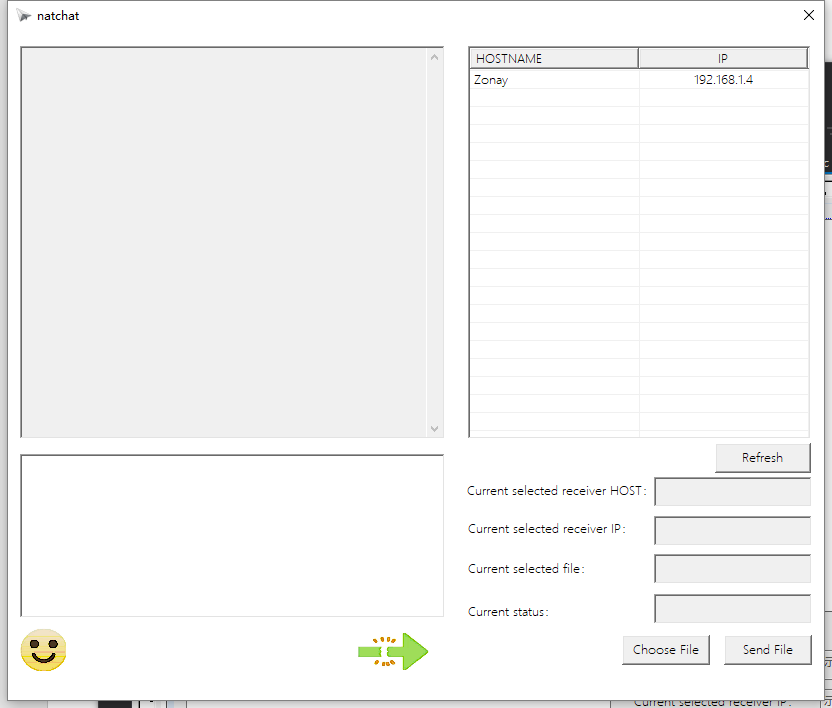 natchat
HOSTNAME IP
Zonay 192.168.1.4
Refresh
Current selected receiver HOST:
Current selected receiver IP:
Current selected file:
Current status:
Choose File Send File
Current selected receiver IP: